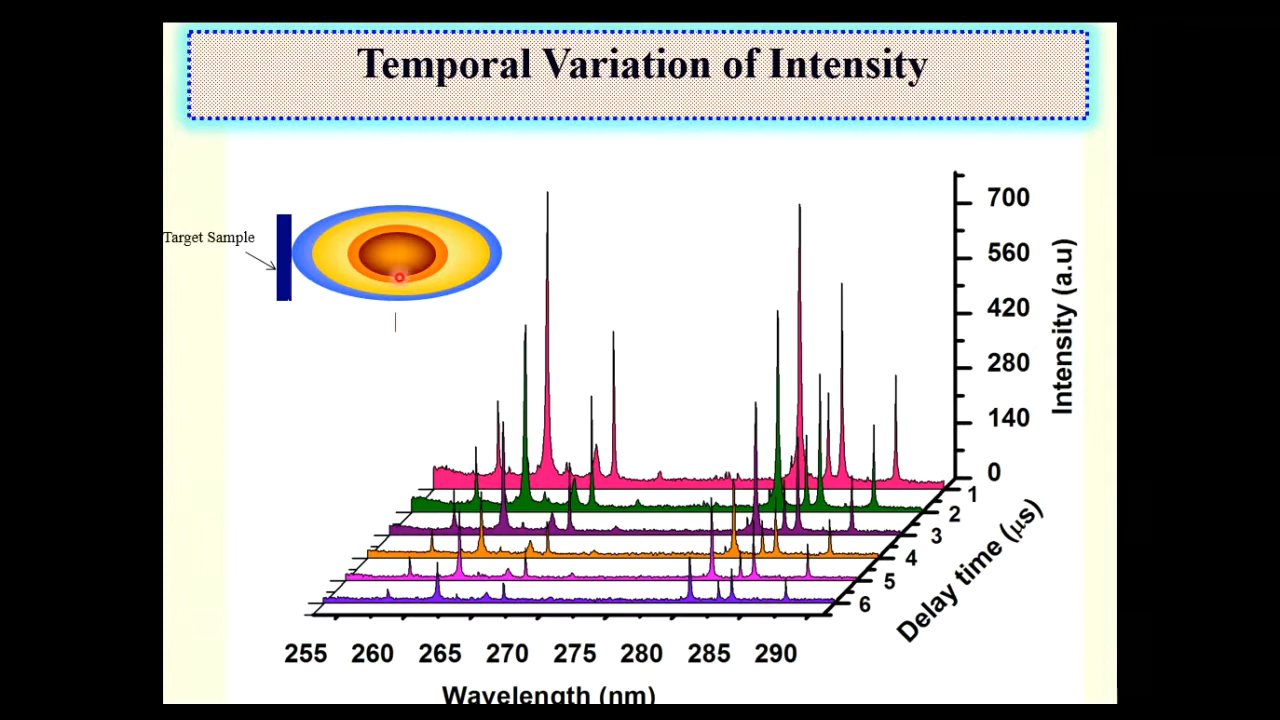 Temporal Variation of Intensity
Target Sample
700
560
420
280
140
0
Intensity (a.u)
1
2
3
4
5
6
Delay time (μs)
255 260 265 270 275 280 285 290
Wavelength (nm)